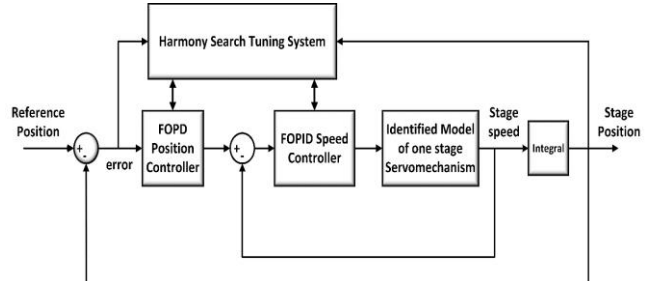 Harmony Search Tuning System
Reference
Position
+
-
error
FOPD
Position
Controller
+
-
FOPID Speed
Controller
Identified Model
of one stage
Servomechanism
Stage
speed
Integral
Stage
Position